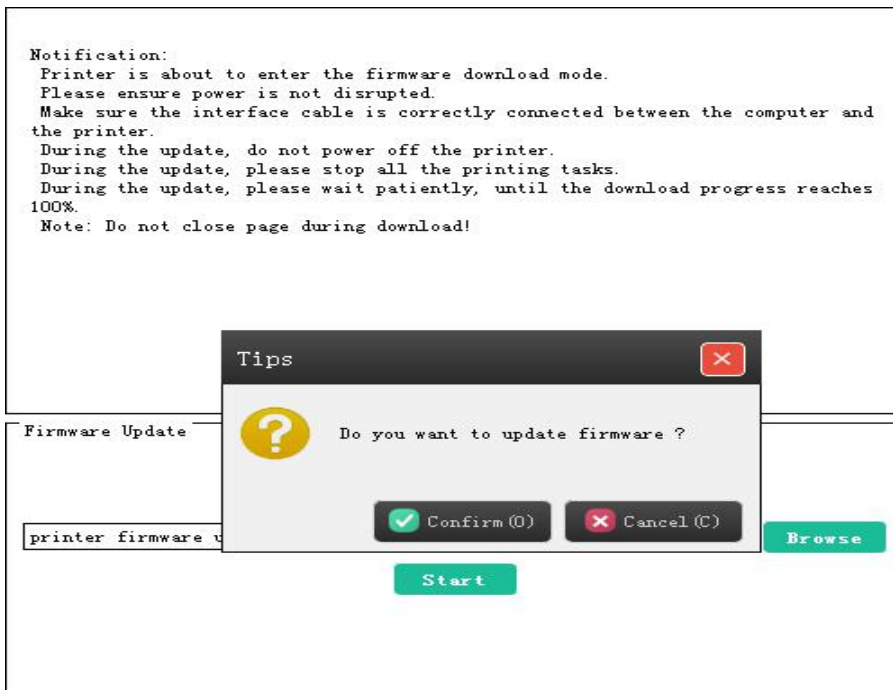 Notification:
Printer is about to enter the firmware download mode.
Please ensure power is not disrupted.
Make sure the interface cable is correctly connected between the computer and
the printer.
During the update, do not power off the printer.
During the update, please stop all the printing tasks.
During the update, please wait patiently, until the download progress reaches
100%.
Note: Do not close page during download!
Tips
Firmware Update
Do you want to update firmware ?
Confirm(O)
Cancel(C)
printer firmware
Browse
Start